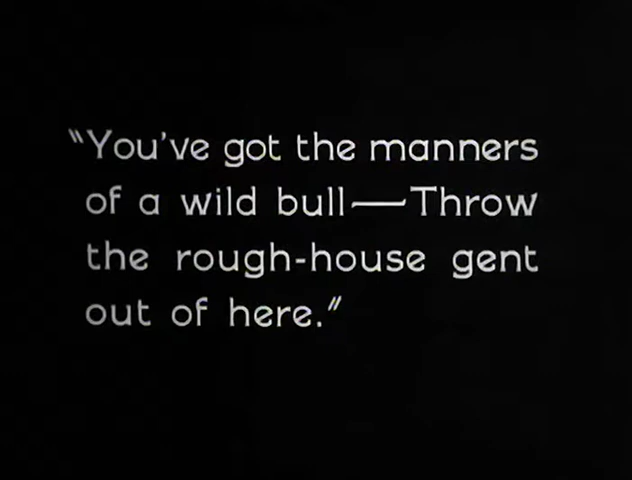 "You've got the manners
of a wild bull—Throw
the rough-house gent
out of here."